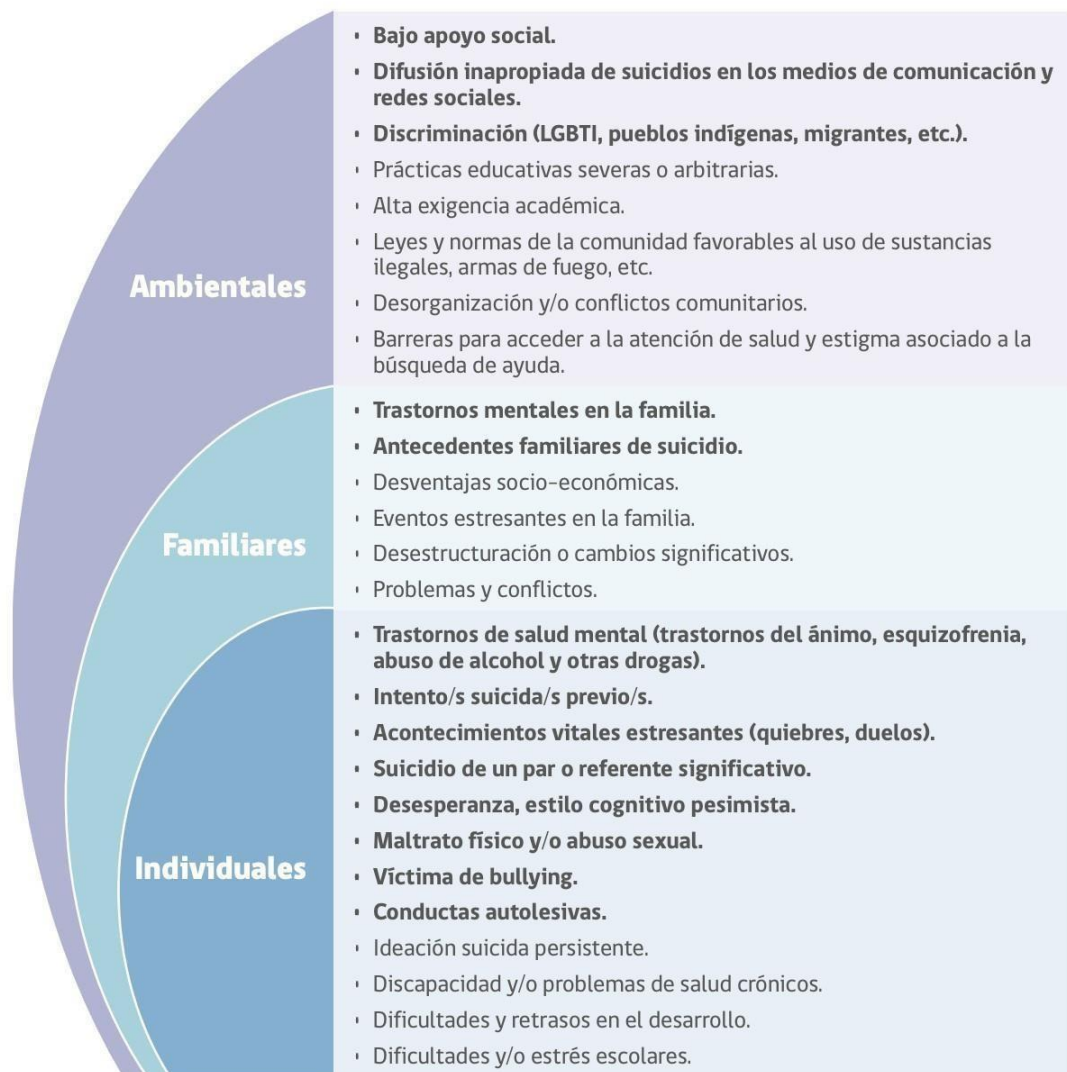 Ambientales
· Bajo apoyo social.
· Difusión inapropiada de suicidios en los medios de comunicación y
redes sociales.
· Discriminación (LGBTI, pueblos indígenas, migrantes, etc.).
· Prácticas educativas severas o arbitrarias.
· Alta exigencia académica.
· Leyes y normas de la comunidad favorables al uso de sustancias
ilegales, armas de fuego, etc.
· Desorganización y/o conflictos comunitarios.
· Barreras para acceder a la atención de salud y estigma asociado a la
búsqueda de ayuda.
Familiares
· Trastornos mentales en la familia.
· Antecedentes familiares de suicidio.
· Desventajas socio-económicas.
· Eventos estresantes en la familia.
· Desestructuración o cambios significativos.
· Problemas y conflictos.
Individuales
· Trastornos de salud mental (trastornos del ánimo, esquizofrenia,
abuso de alcohol y otras drogas).
· Intento/s suicida/s previo/s.
· Acontecimientos vitales estresantes (quiebres, duelos).
· Suicidio de un par o referente significativo.
· Desesperanza, estilo cognitivo pesimista.
· Maltrato físico y/o abuso sexual.
· Víctima de bullying.
· Conductas autolesivas.
· Ideación suicida persistente.
· Discapacidad y/o problemas de salud crónicos.
· Dificultades y retrasos en el desarrollo.
· Dificultades y/o estrés escolares.